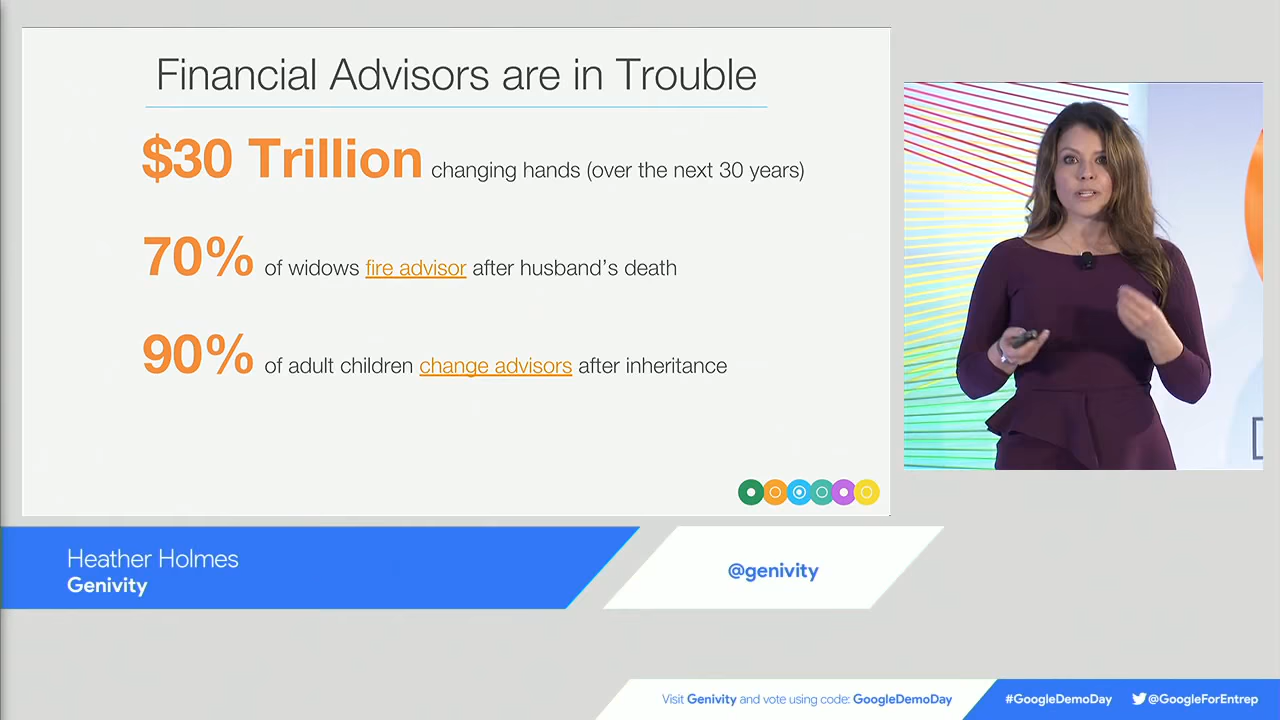 Financial Advisors are in Trouble
$30 Trillion changing hands (over the next 30 years)
70% of widows fire advisor after husband's death
90% of adult children change advisors after inheritance
Heather Holmes
Genivity
@genivity
Visit Genivity and vote using code: GoogleDemoDay
#GoogleDemoDay
@GoogleForEntrep